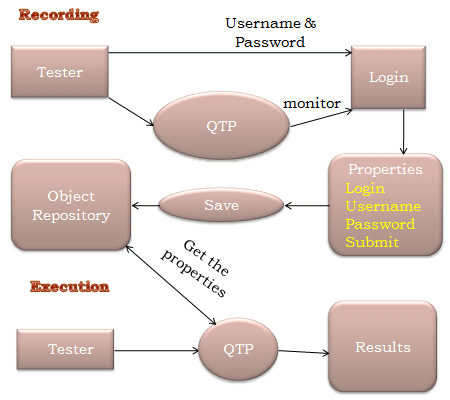 Recording
Username &
Password
Tester
Login
QTP
monitor
Properties
Login
Username
Password
Submit
Object
Repository
Save
Get the
properties
Execution
Tester
QTP
Results